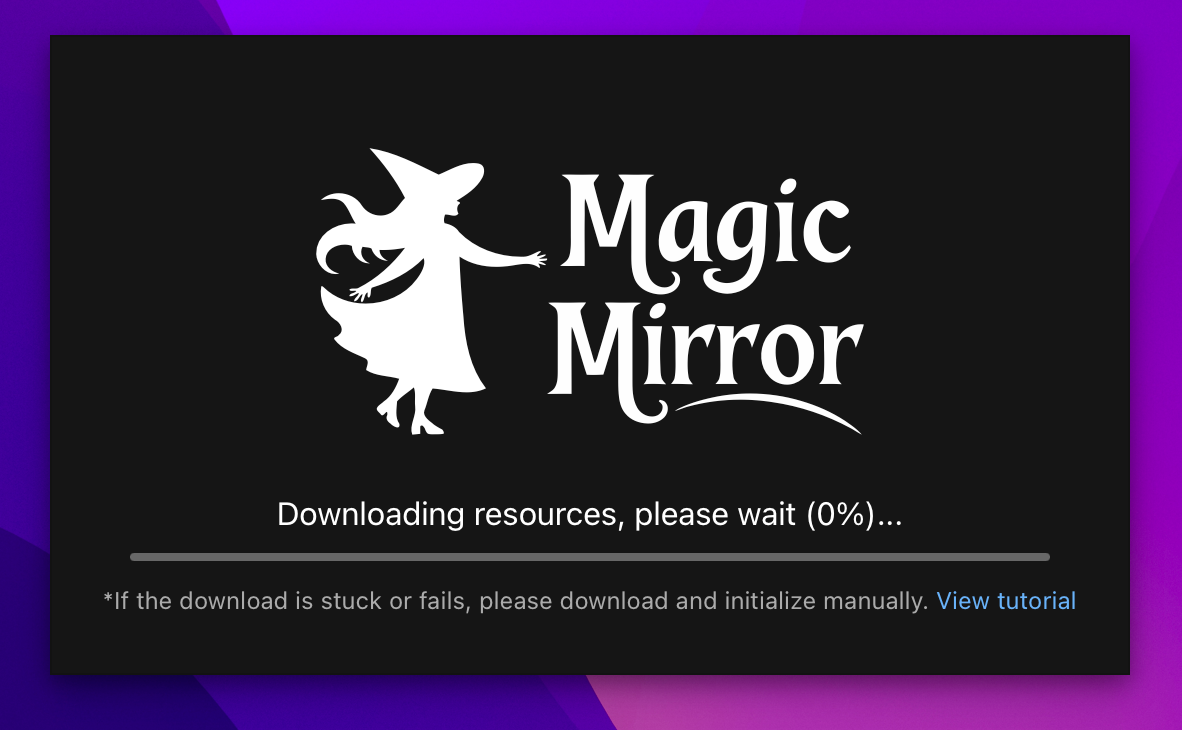 Magic
Mirror
Downloading resources, please wait (0%)...
*If the download is stuck or fails, please download and initialize manually. View tutorial